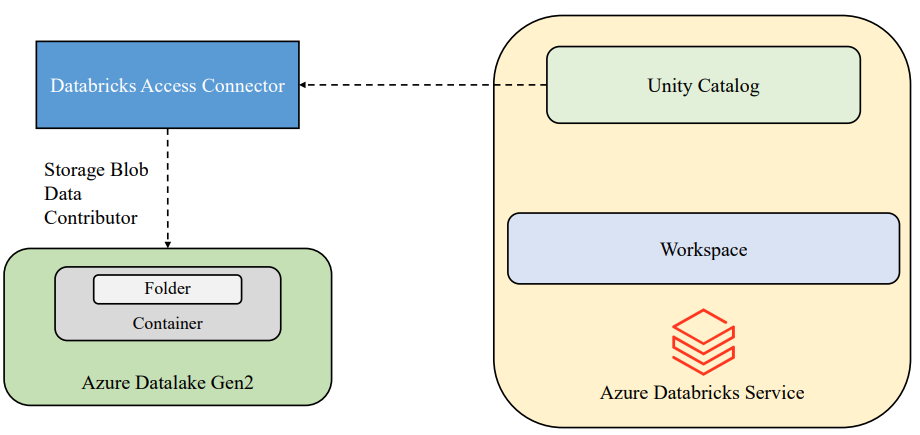 Databricks Access Connector
Unity Catalog
Storage Blob
Data
Contributor
Workspace
Folder
Container
Azure Datalake Gen2
Azure Databricks Service